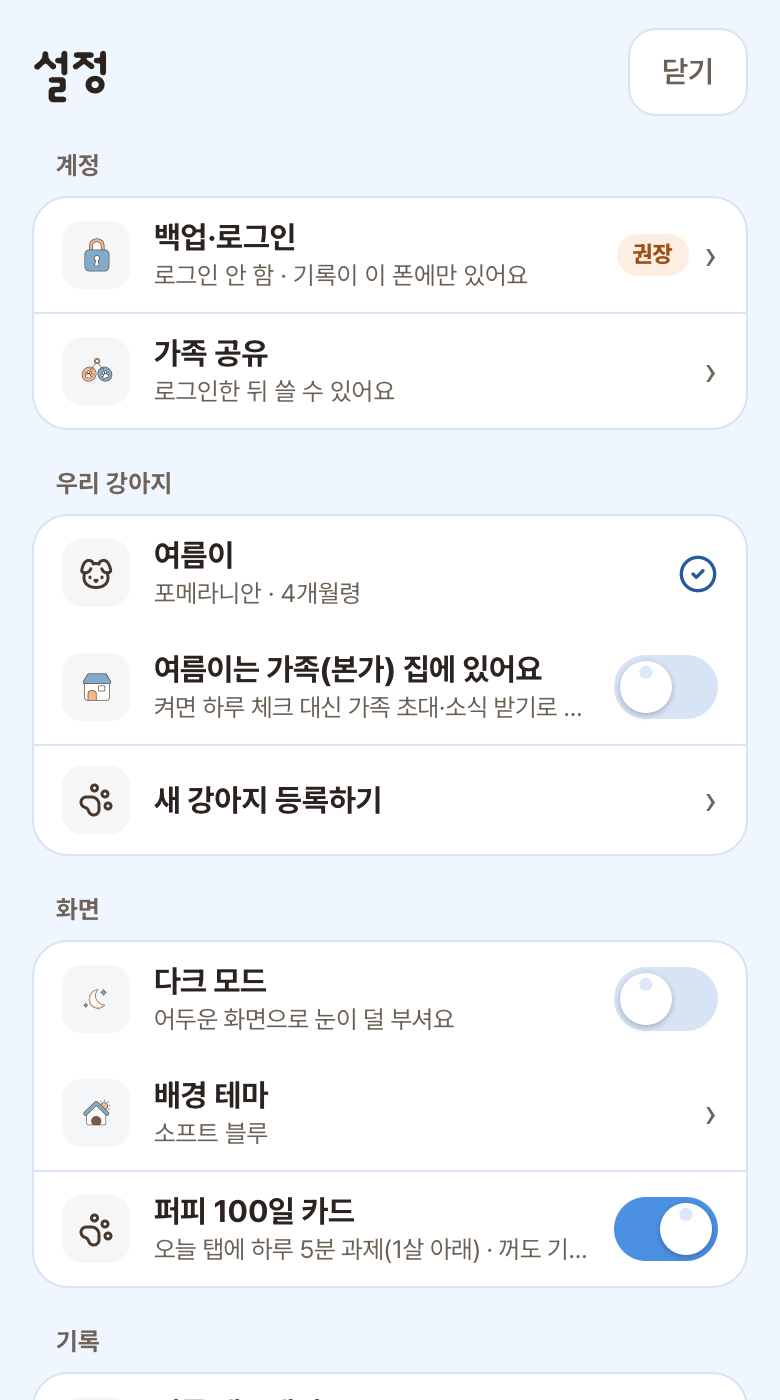 설정
닫기
계정
백업·로그인
로그인 안 함 · 기록이 이 폰에만 있어요
권장
가족 공유
로그인한 뒤 쓸 수 있어요
우리 강아지
여름이
포메라니안 · 4개월령
여름이는 가족(본가) 집에 있어요
켜면 하루 체크 대신 가족 초대·소식 받기로 ...
새 강아지 등록하기
화면
다크 모드
어두운 화면으로 눈이 덜 부셔요
배경 테마
소프트 블루
퍼피 100일 카드
오늘 탭에 하루 5분 과제(1살 아래) · 꺼도 기...
기록